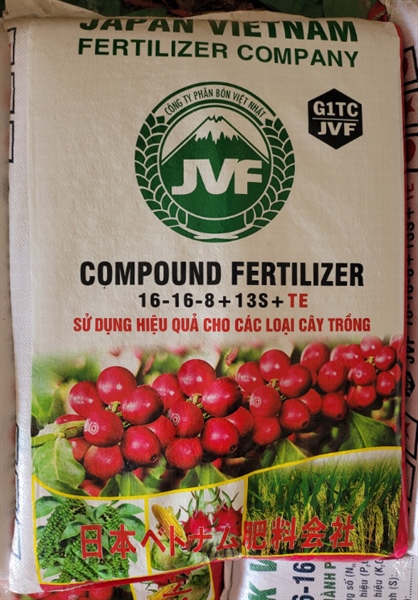 JAPAN VIETNAM
FERTILIZER COMPANY
CÔNG TY PHÂN BÓN VIỆT NHẬT
JVF
G1TC
JVF
COMPOUND FERTILIZER
16-16-8+13S+TE
SỬ DỤNG HIỆU QUẢ CHO CÁC LOẠI CÂY TRỒNG
日本ベトナム肥料会社
16-16